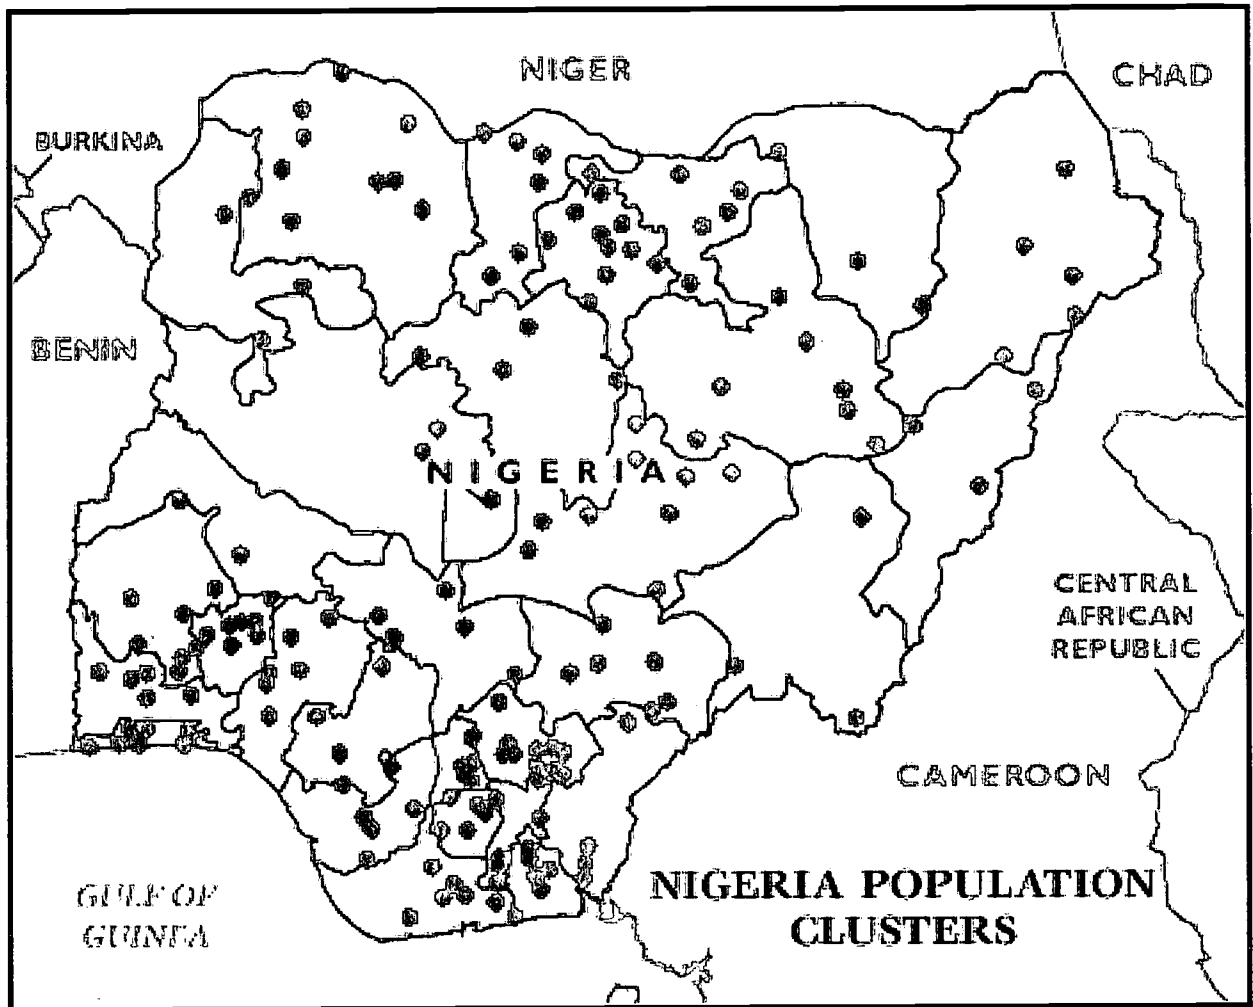 NIGER
CHAD
BURKINA
BENIN
NIGERIA
CENTRAL
AFRICAN
REPUBLIC
CAMEROON
GULF OF
GUINEA
NIGERIA POPULATION
CLUSTERS